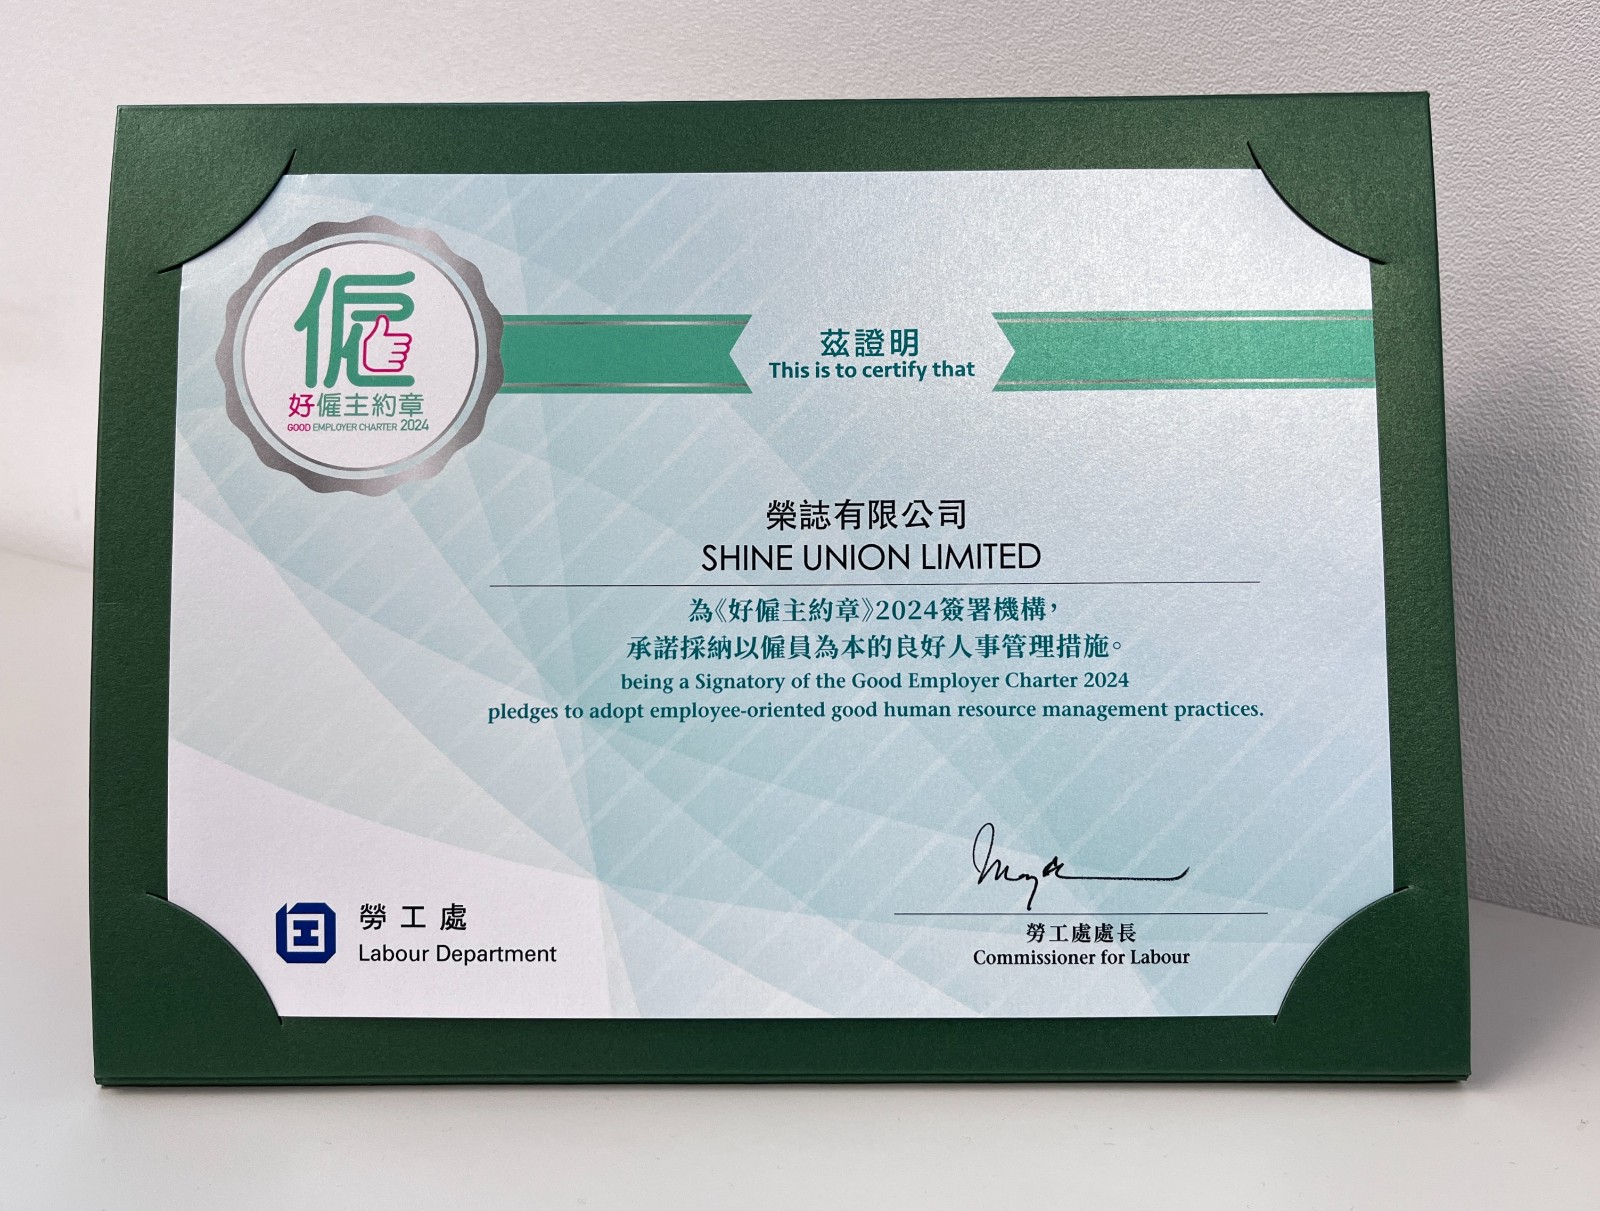 僱
好僱主約章
GOOD EMPLOYER CHARTER 2024
茲證明
This is to certify that
榮誌有限公司
SHINE UNION LIMITED
為《好僱主約章》2024簽署機構，
承諾採納以僱員為本的良好人事管理措施。
being a Signatory of the Good Employer Charter 2024
pledges to adopt employee-oriented good human resource management practices.
勞工處
Labour Department
勞工處處長
Commissioner for Labour